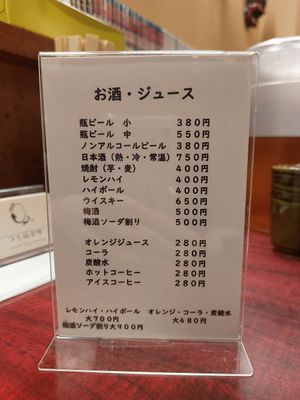 お酒・ジュース
瓶ビール 小 380円
瓶ビール 中 550円
ノンアルコールビール 380円
日本酒（熱・冷・常温） 750円
焼酎（芋・麦） 400円
レモンハイ 400円
ハイボール 400円
ウイスキー 650円
梅酒 500円
梅酒ソーダ割り 500円
オレンジジュース 280円
コーラ 280円
炭酸水 280円
ホットコーヒー 280円
アイスコーヒー 280円
レモンハイ・ハイボール オレンジ・コーラ・炭酸水
大700円 大480円
梅酒ソーダ割り大900円